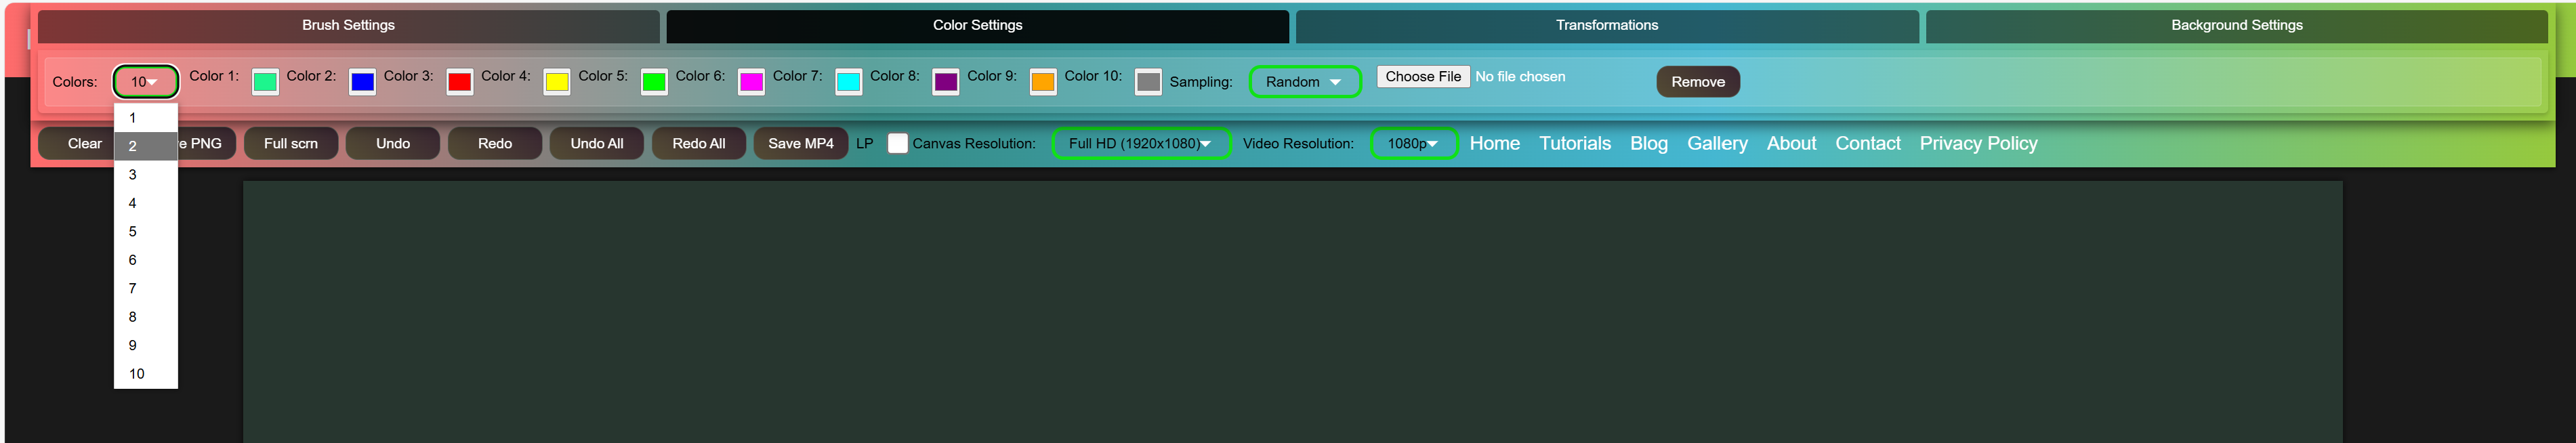 Brush Settings
Color Settings
Transformations
Background Settings
Colors: 10 Color 1: Color 2: Color 3: Color 4: Color 5: Color 6: Color 7: Color 8: Color 9: Color 10: Sampling: Random Choose File No file chosen Remove
Clear e PNG Full scrn Undo Redo Undo All Redo All Save MP4 LP Canvas Resolution: Full HD (1920x1080) Video Resolution: 1080p Home Tutorials Blog Gallery About Contact Privacy Policy
1
2
3
4
5
6
7
8
9
10